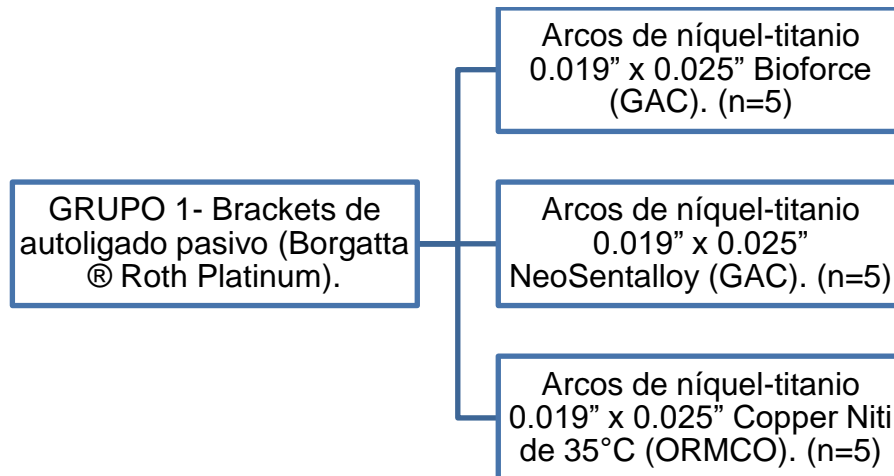 Arcos de níquel-titanio
0.019” x 0.025” Bioforce
(GAC). (n=5)
GRUPO 1- Brackets de
autoligado pasivo (Borgatta
® Roth Platinum).
Arcos de níquel-titanio
0.019” x 0.025”
NeoSentalloy (GAC). (n=5)
Arcos de níquel-titanio
0.019” x 0.025” Copper Niti
de 35°C (ORMCO). (n=5)